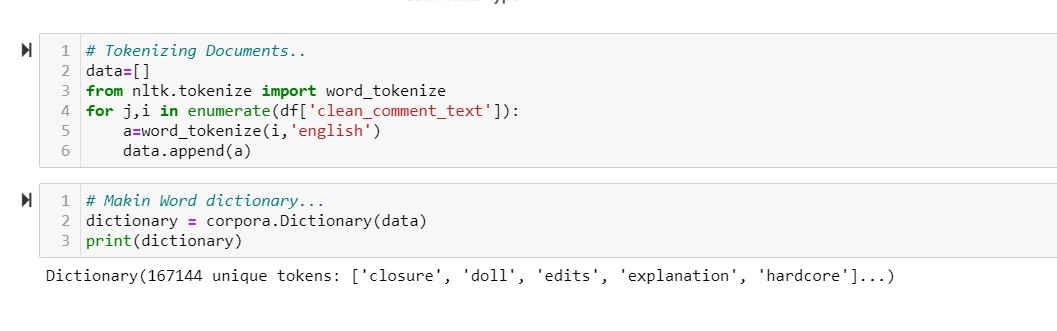 1 # Tokenizing Documents..
2 data=[]
3 from nltk.tokenize import word_tokenize
4 for j,i in enumerate(df['clean_comment_text']):
5     a=word_tokenize(i,'english')
6     data.append(a)
1 # Makin Word dictionary...
2 dictionary = corpora.Dictionary(data)
3 print(dictionary)
Dictionary(167144 unique tokens: ['closure', 'doll', 'edits', 'explanation', 'hardcore']...)